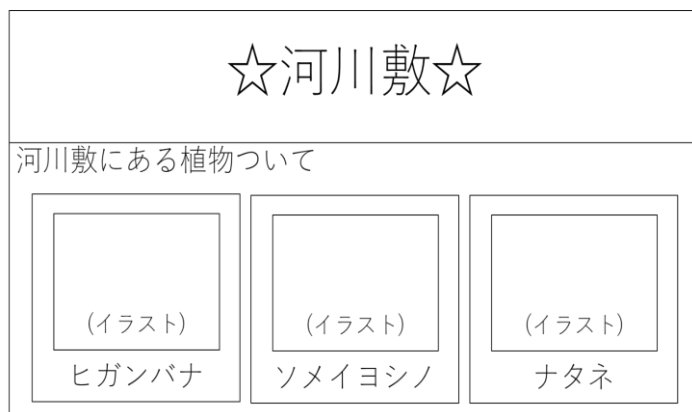 ☆河川敷☆
河川敷にある植物ついて
(イラスト)
ヒガンバナ
(イラスト)
ソメイヨシノ
(イラスト)
ナタネ